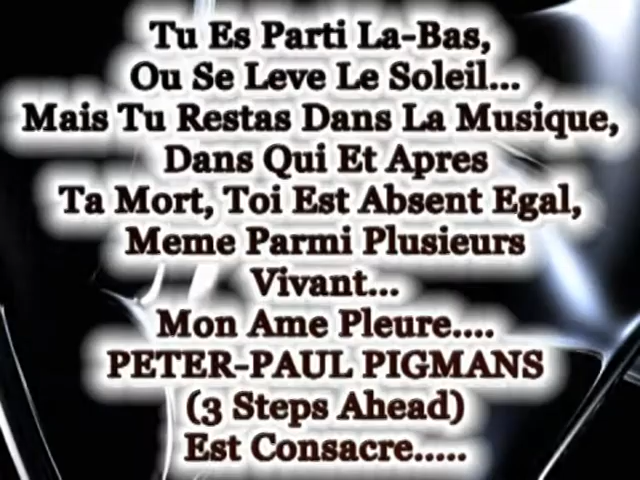 Tu Es Parti La-Bas,
Ou Se Leve Le Soleil...
Mais Tu Restas Dans La Musique,
Dans Qui Et Apres
Ta Mort, Toi Est Absent Egal,
Meme Parmi Plusieurs
Vivant...
Mon Ame Pleure....
PETER-PAUL PIGMANS
(3 Steps Ahead)
Est Consacre.....